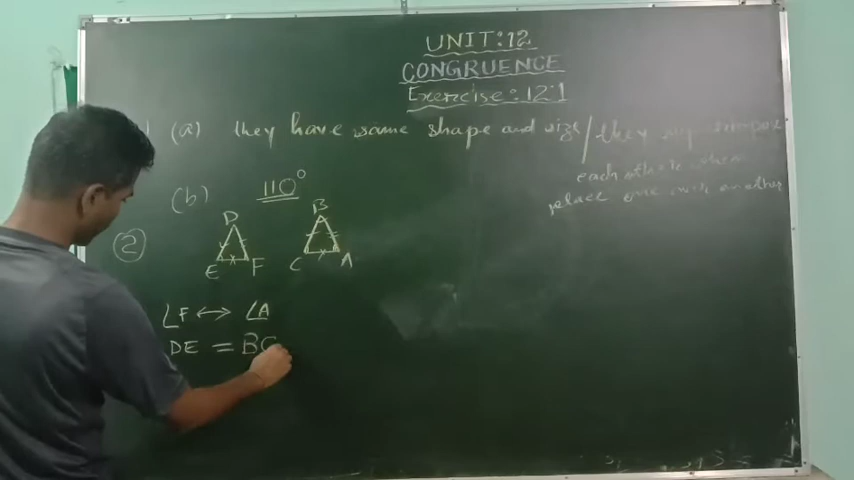 UNIT:12
CONGRUENCE
Exercise:12.1
(a) they have same shape and size/they
each other when
place one over another
(b) 110°
② D B
E F C A
∠F ↔ ∠A
DE = BC